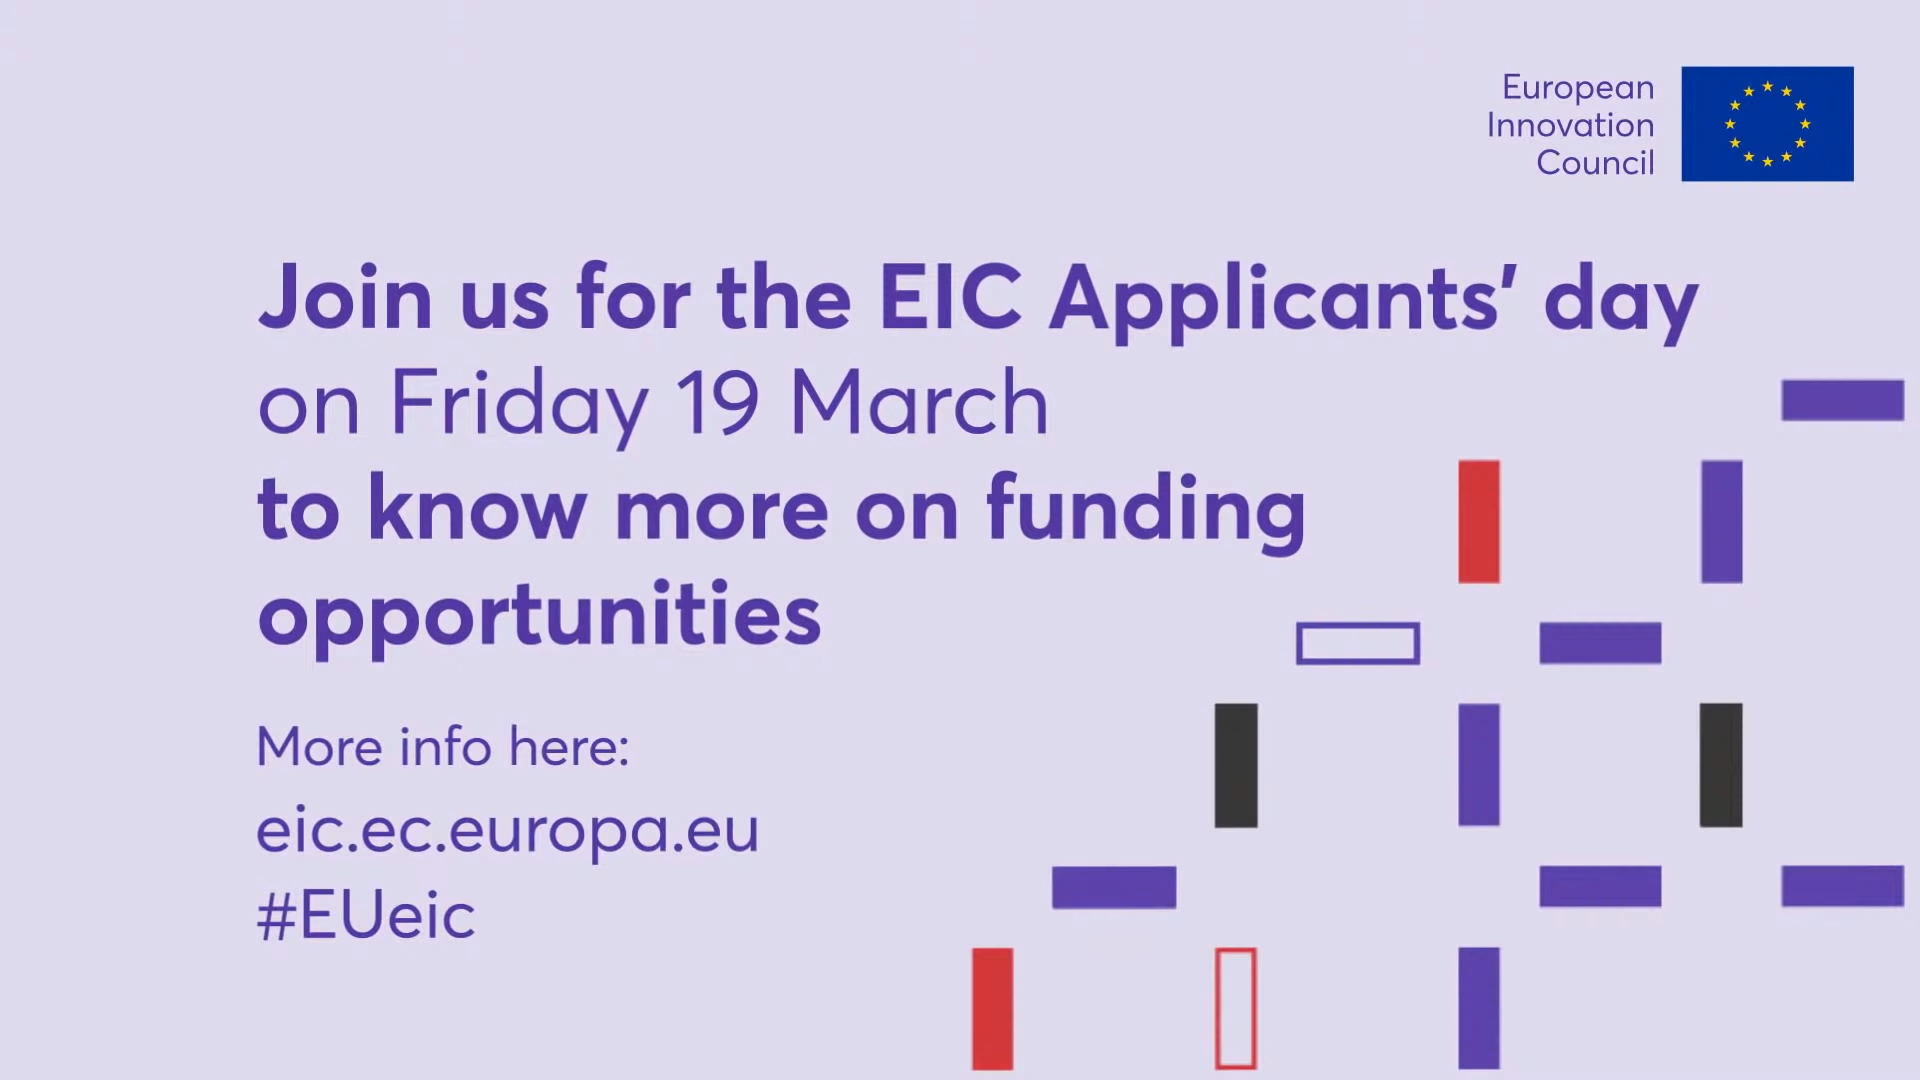 European
Innovation
Council
Join us for the EIC Applicants’ day
on Friday 19 March
to know more on funding
opportunities
More info here:
eic.ec.europa.eu
#EUeic